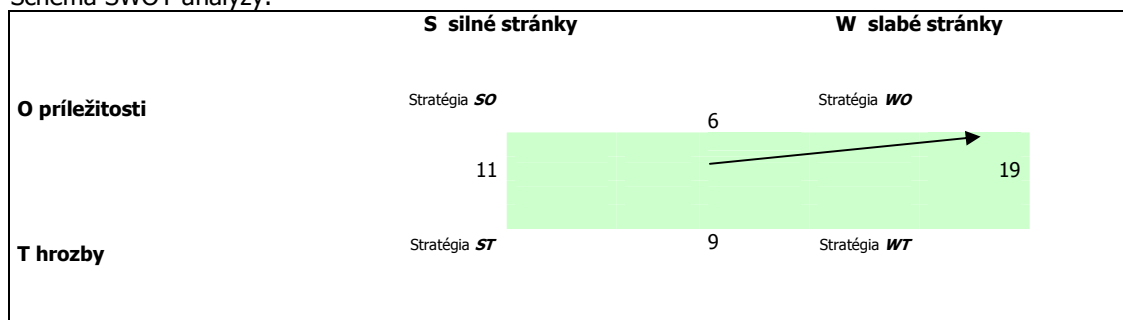 Schéma SWOT analýzy:
S silné stránky W slabé stránky
Stratégia SO Stratégia WO
O príležitosti
6
11 19
Stratégia ST 9 Stratégia WT
T hrozby